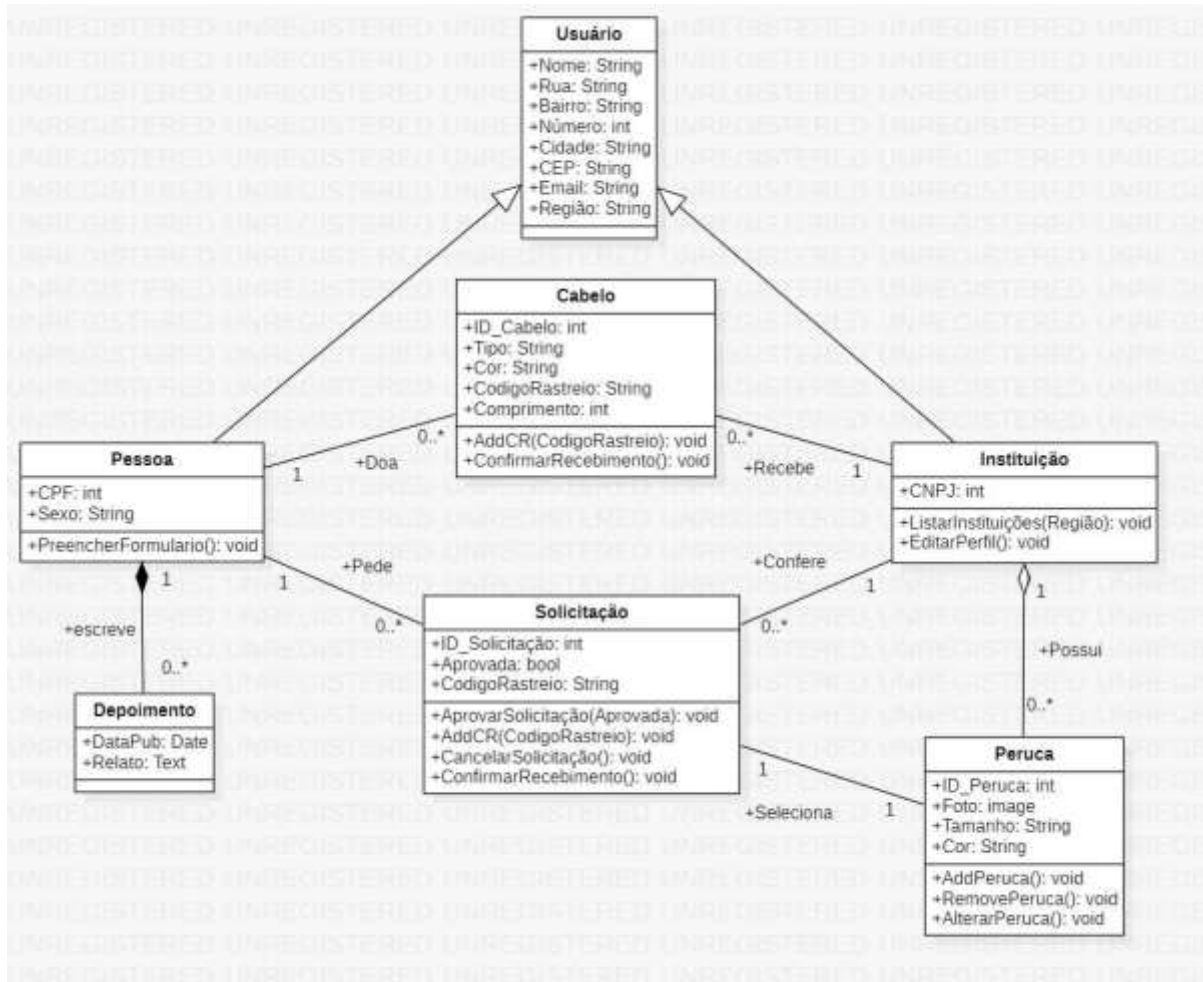 Usuário
+Nome: String
+Rua: String
+Bairro: String
+Número: int
+Cidade: String
+CEP: String
+Email: String
+Região: String
Cabelo
+ID_Cabelo: int
+Tipo: String
+Cor: String
+CodigoRastreio: String
+Comprimento: int
+AddCR(CodigoRastreio): void
+ConfirmarRecebimento(): void
0..*
+Doa
1
0..*
+Recebe
1
Pessoa
+CPF: int
+Sexo: String
+PreencherFormulario(): void
Instituição
+CNPJ: int
+ListarInstituições(Região): void
+EditarPerfil(): void
1
1
+Pede
0..*
+Confere
1
0..*
1
+escreve
0..*
+Possui
0..*
Solicitação
+ID_Solicitação: int
+Aprovada: bool
+CodigoRastreio: String
+AprovarSolicitação(Aprovada): void
+AddCR(CodigoRastreio): void
+CancelarSolicitação(): void
+ConfirmarRecebimento(): void
Depoimento
+DataPub: Date
+Relato: Text
1
+Seleciona
1
Peruca
+ID_Peruca: int
+Foto: image
+Tamanho: String
+Cor: String
+AddPeruca(): void
+RemovePeruca(): void
+AlterarPeruca(): void
UNREGISTERED